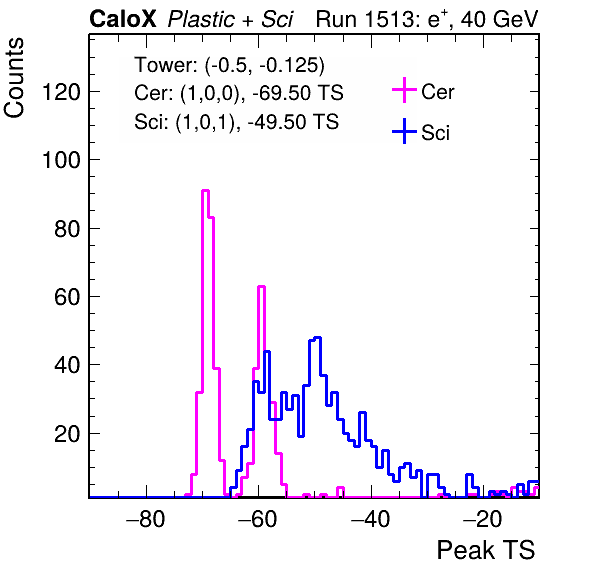 CaloX Plastic + Sci Run 1513: e+, 40 GeV
Counts
Tower: (-0.5, -0.125)
Cer: (1,0,0), -69.50 TS
Sci: (1,0,1), -49.50 TS
Cer
Sci
120
100
80
60
40
20
−80 −60 −40 −20
Peak TS